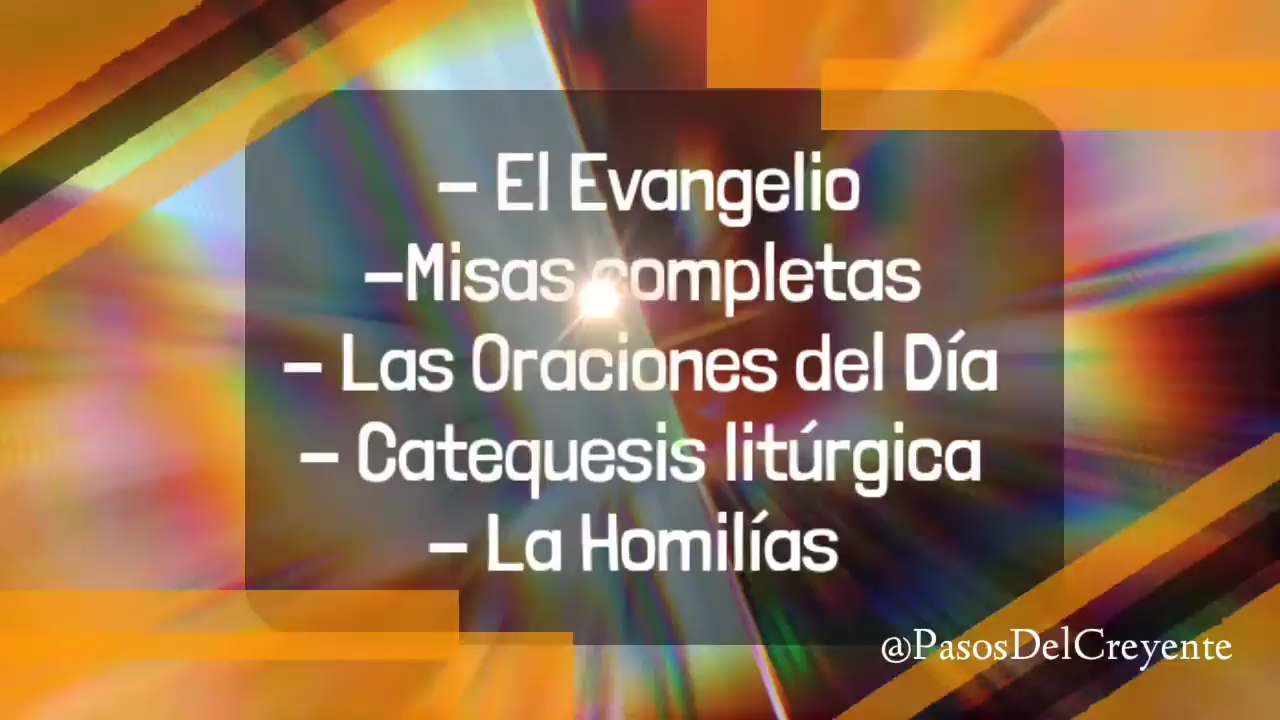 – El Evangelio
–Misas completas
– Las Oraciones del Día
– Catequesis litúrgica
– La Homilías
@PasosDelCreyente